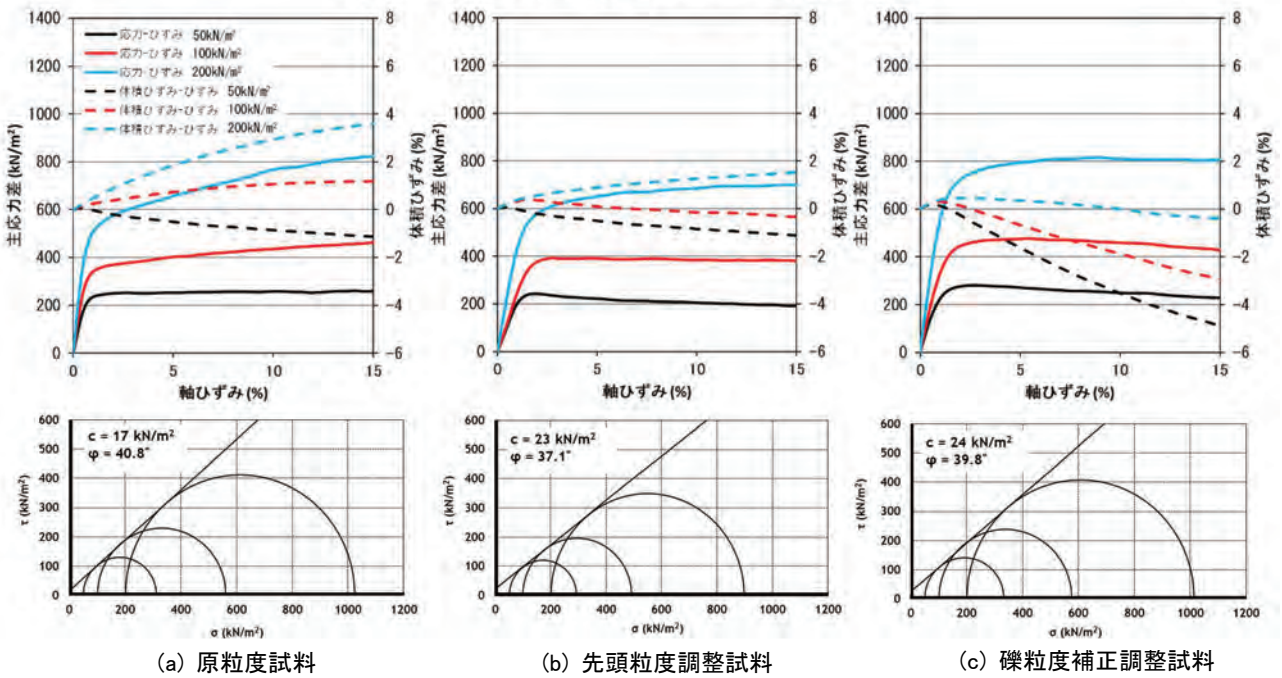 1400
1200
1000
800
600
400
200
0
主応力差 (kN/m²)
応力-ひずみ 50kN/㎡
応力-ひずみ 100kN/㎡
応力-ひずみ 200kN/㎡
体積ひずみ-ひずみ 50kN/㎡
体積ひずみ-ひずみ 100kN/㎡
体積ひずみ-ひずみ 200kN/㎡
8
6
4
2
0
−2
−4
−6
体積ひずみ (%)
0 5 10 15
軸ひずみ (%)
1400
1200
1000
800
600
400
200
0
主応力差 (kN/m²)
8
6
4
2
0
−2
−4
−6
体積ひずみ (%)
0 5 10 15
軸ひずみ (%)
1400
1200
1000
800
600
400
200
0
主応力差 (kN/m²)
8
6
4
2
0
−2
−4
−6
体積ひずみ (%)
0 5 10 15
軸ひずみ (%)
600
500
400
300
200
100
0
τ (kN/m²)
c = 17 kN/m²
φ = 40.8°
0 200 400 600 800 1000 1200
σ (kN/m²)
(a) 原粒度試料
600
500
400
300
200
100
0
τ (kN/m²)
c = 23 kN/m²
φ = 37.1°
0 200 400 600 800 1000 1200
σ (kN/m²)
(b) 先頭粒度調整試料
600
500
400
300
200
100
0
τ (kN/m²)
c = 24 kN/m²
φ = 39.8°
0 200 400 600 800 1000 1200
σ (kN/m²)
(c) 礫粒度補正調整試料